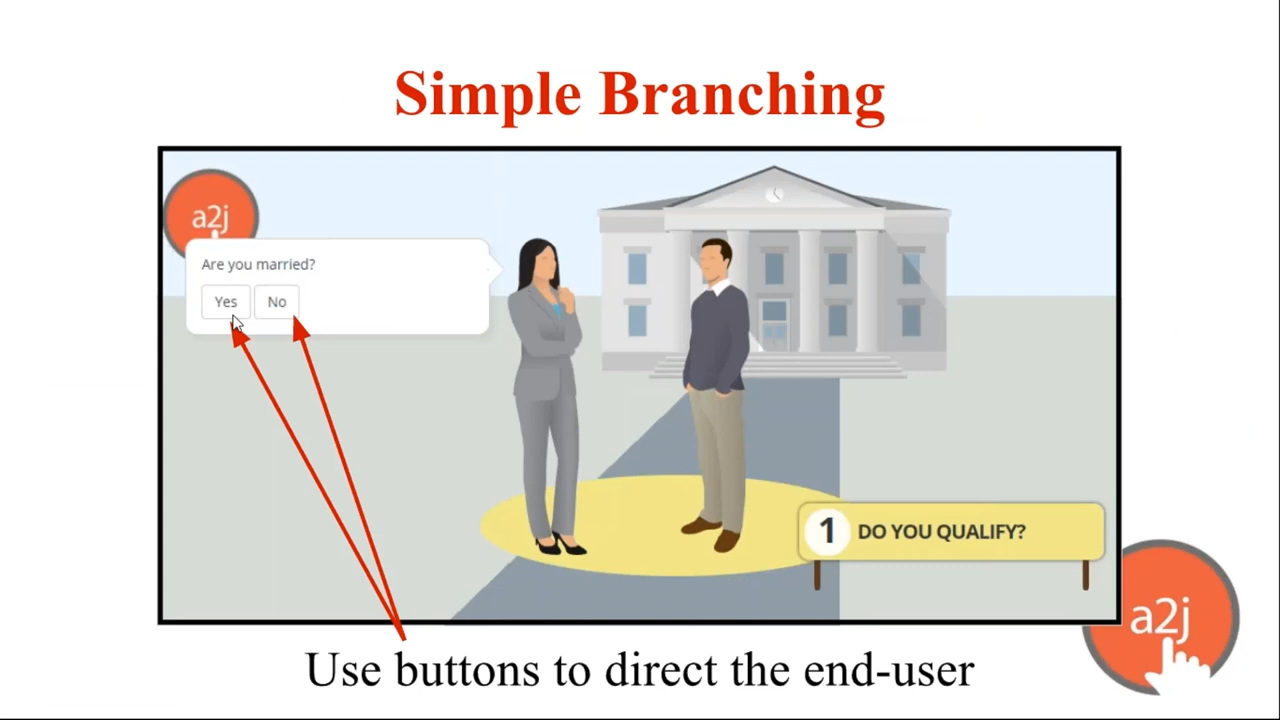 Simple Branching
a2j
Are you married?
Yes No
1 DO YOU QUALIFY?
a2j
Use buttons to direct the end-user